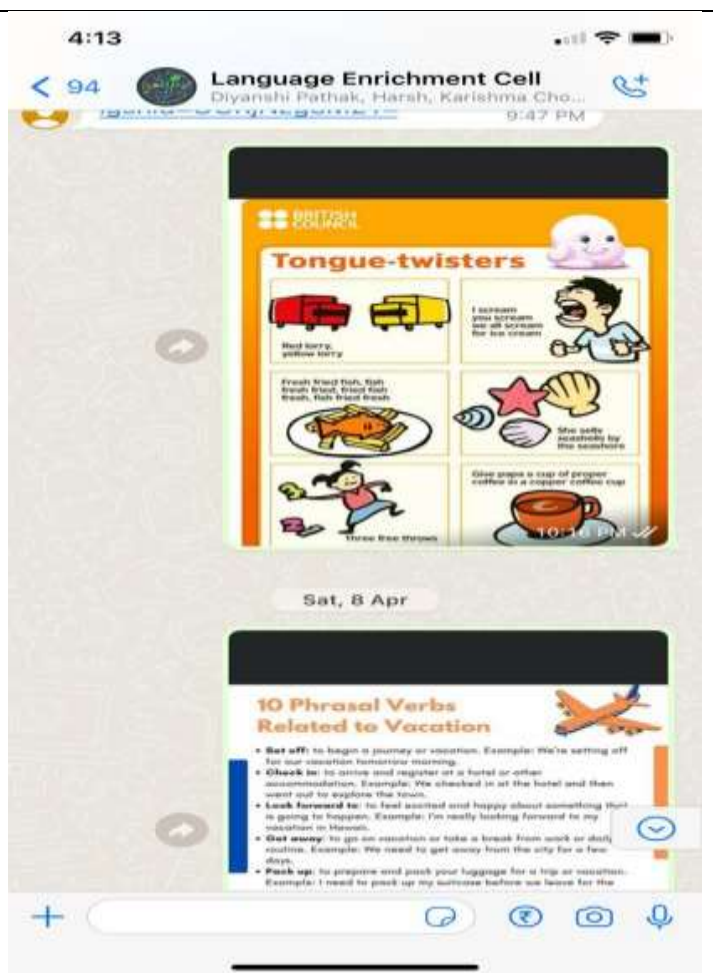 4:13
94
Language Enrichment Cell
Diyanshi Pathak, Harsh, Karishma Cho...
9:47 PM
BRITISH
COUNCIL
Tongue-twisters
Red lorry,
yellow lorry
I scream
you scream
we all scream
for ice cream
Fresh fried fish, fish
fresh fried, fried fish
fresh, fish fried fresh
She sells
seashells by
the seashore
Three free throws
Give papa a cup of proper
coffee in a copper coffee cup
10:16 PM
Sat, 8 Apr
10 Phrasal Verbs
Related to Vacation
• Set off: to begin a journey or vacation. Example: We're setting off
for our vacation tomorrow morning.
• Check in: to arrive and register at a hotel or other
accommodation. Example: We checked in at the hotel and then
went out to explore the town.
• Look forward to: to feel excited and happy about something that
is going to happen. Example: I'm really looking forward to my
vacation in Hawaii.
• Get away: to go on vacation or take a break from work or daily
routine. Example: We need to get away from the city for a few
days.
• Pack up: to prepare and pack your luggage for a trip or vacation.
Example: I need to pack up my suitcase before we leave for the